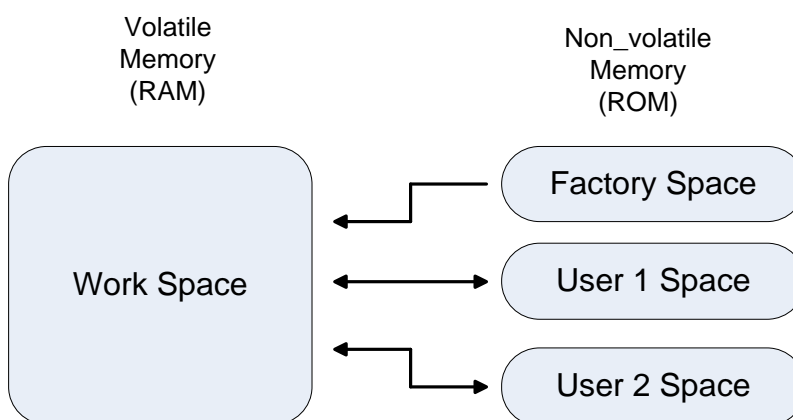 Volatile
Memory
(RAM)
Non_volatile
Memory
(ROM)
Work Space
Factory Space
User 1 Space
User 2 Space